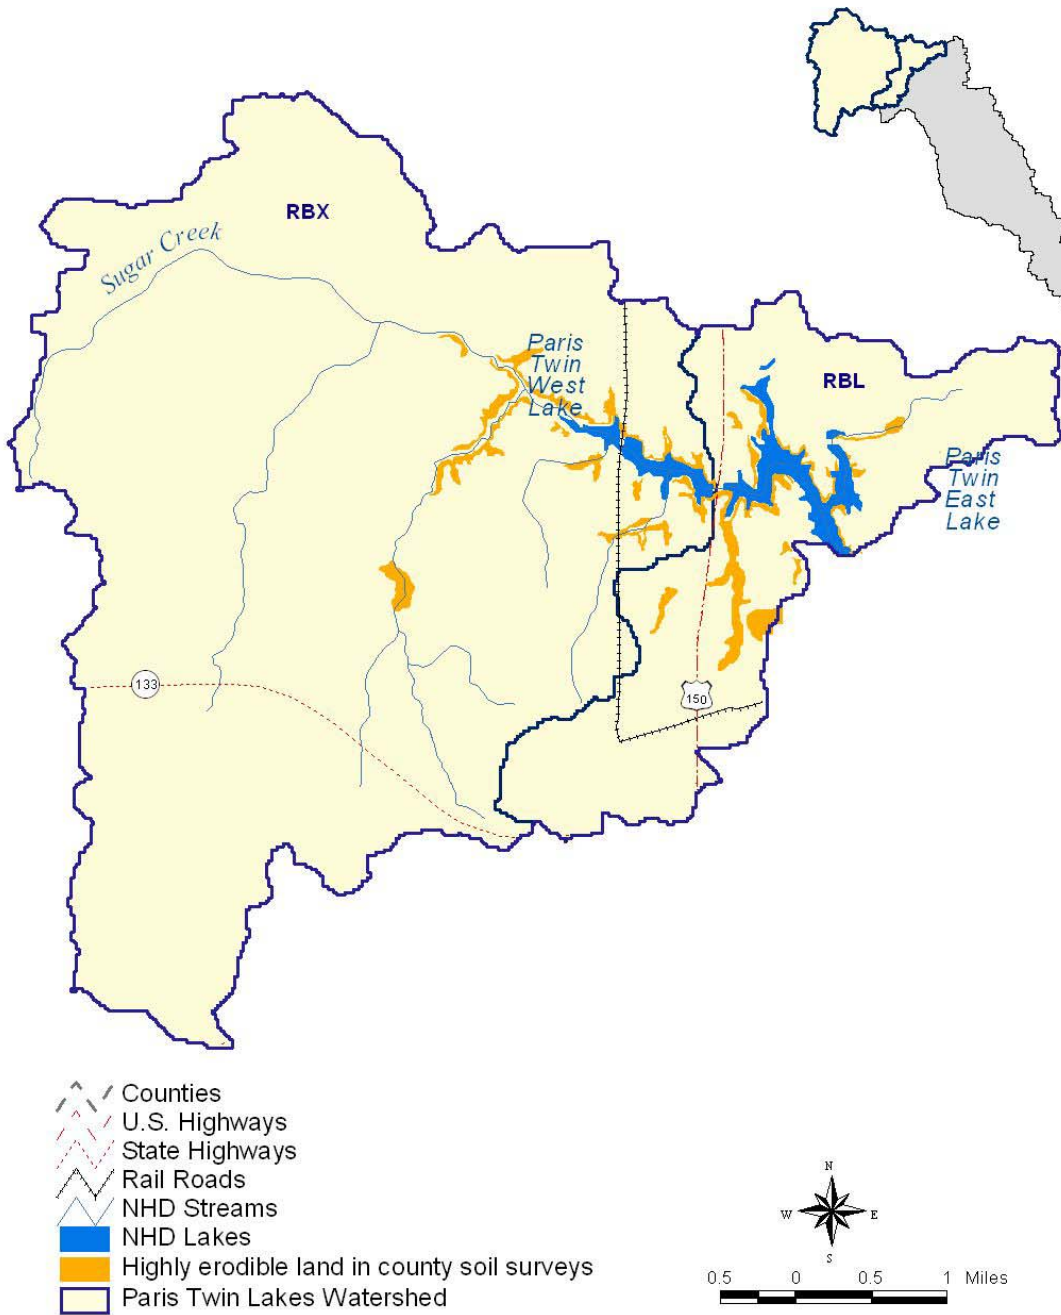 RBX
Sugar Creek
Paris
Twin
West
Lake
RBL
Paris
Twin
East
Lake
133
150
Counties
U.S. Highways
State Highways
Rail Roads
NHD Streams
NHD Lakes
Highly erodible land in county soil surveys
Paris Twin Lakes Watershed
N
W E
S
0.5 0 0.5 1 Miles